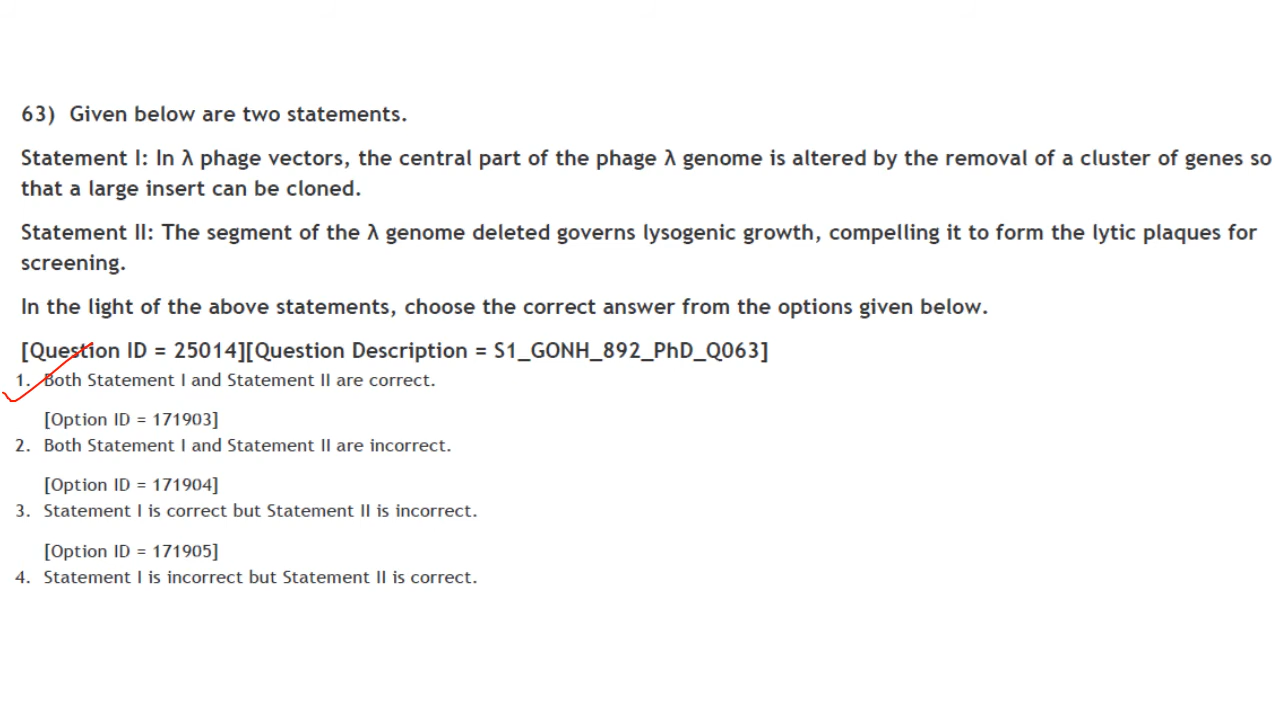 63) Given below are two statements.
Statement I: In λ phage vectors, the central part of the phage λ genome is altered by the removal of a cluster of genes so
that a large insert can be cloned.
Statement II: The segment of the λ genome deleted governs lysogenic growth, compelling it to form the lytic plaques for
screening.
In the light of the above statements, choose the correct answer from the options given below.
[Question ID = 25014][Question Description = S1_GONH_892_PhD_Q063]
1. Both Statement I and Statement II are correct.
[Option ID = 171903]
2. Both Statement I and Statement II are incorrect.
[Option ID = 171904]
3. Statement I is correct but Statement II is incorrect.
[Option ID = 171905]
4. Statement I is incorrect but Statement II is correct.